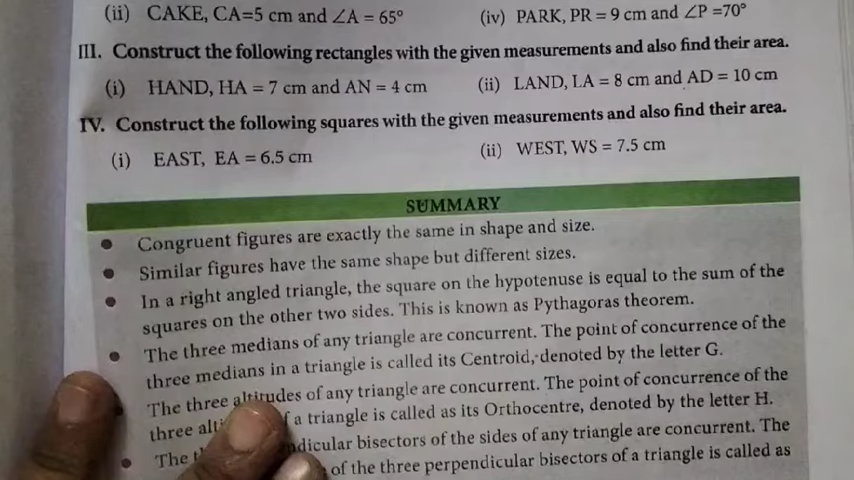 (ii) CAKE, CA=5 cm and ∠A = 65° (iv) PARK, PR = 9 cm and ∠P =70°
III. Construct the following rectangles with the given measurements and also find their area.
(i) HAND, HA = 7 cm and AN = 4 cm (ii) LAND, LA = 8 cm and AD = 10 cm
IV. Construct the following squares with the given measurements and also find their area.
(i) EAST, EA = 6.5 cm (ii) WEST, WS = 7.5 cm
SUMMARY
• Congruent figures are exactly the same in shape and size.
• Similar figures have the same shape but different sizes.
• In a right angled triangle, the square on the hypotenuse is equal to the sum of the
squares on the other two sides. This is known as Pythagoras theorem.
• The three medians of any triangle are concurrent. The point of concurrence of the
three medians in a triangle is called its Centroid, denoted by the letter G.
The three altitudes of any triangle are concurrent. The point of concurrence of the
three a triangle is called as its Orthocentre, denoted by the letter H.
• The bisectors of the sides of any triangle are concurrent. The
of the three perpendicular bisectors of a triangle is called as